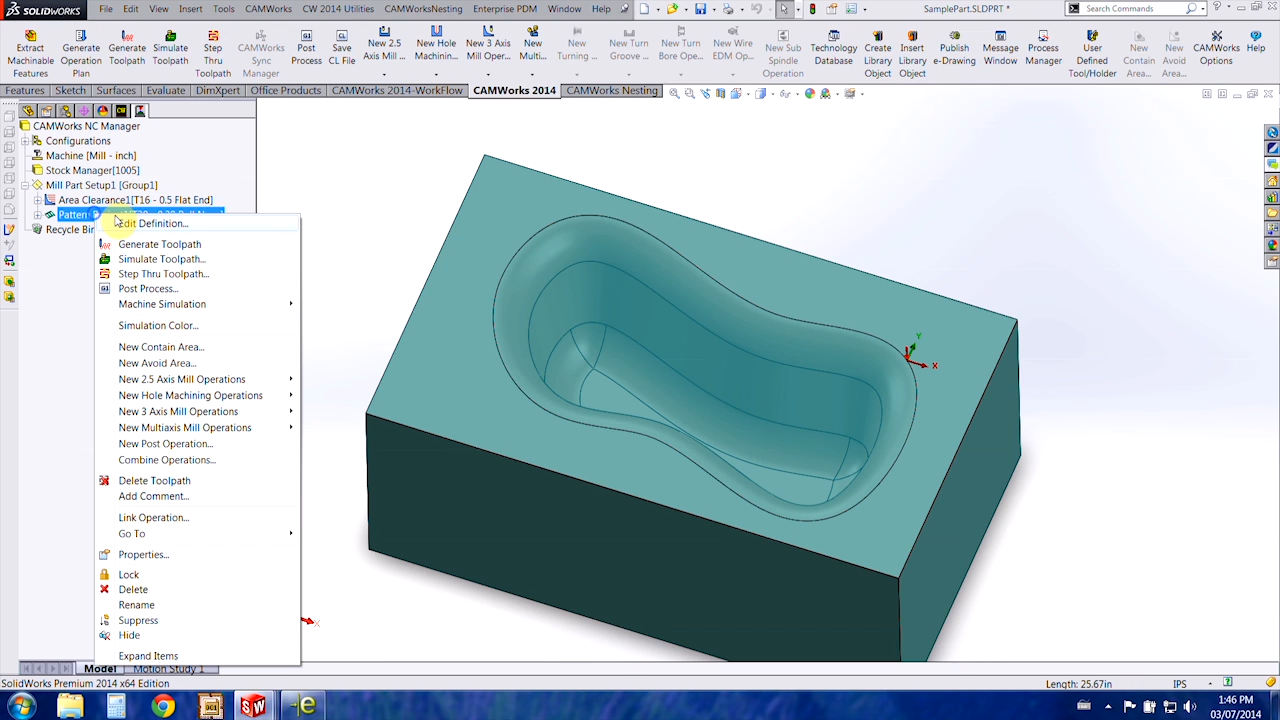 SOLIDWORKS File Edit View Insert Tools CAMWorks CW 2014 Utilities CAMWorksNesting Enterprise PDM Window Help SamplePart.SLDPRT * Search Commands
Extract Machinable Features
Generate Operation Plan
Generate Toolpath
Simulate Toolpath
Step Thru Toolpath
CAMWorks Manager
Post Process
Save CL File
New 2.5 Axis Mill ...
New Hole Machinin...
New 3 Axis Mill Oper...
New Multi...
New Turning ...
New Turn Groove ...
New Turn Bore Ope...
New Wire EDM Op...
New Sub Spindle Operation
Technology Database
Create Library Object
Insert Library Object
Publish e-Drawing
Message Window
Process Manager
User Defined Tool/Holder
New Contain Area...
New Avoid Area...
CAMWorks Options
Help
Features Sketch Surfaces Evaluate DimXpert Office Products CAMWorks 2014-WorkFlow CAMWorks 2014 CAMWorks Nesting
CAMWorks NC Manager
Configurations
Machine [Mill - inch]
Stock Manager[1005]
Mill Part Setup1 [Group1]
Area Clearance1[T16 - 0.5 Flat End]
Patter
Recycle Bin
Edit Definition...
Generate Toolpath
Simulate Toolpath...
Step Thru Toolpath...
Post Process...
Machine Simulation
Simulation Color...
New Contain Area...
New Avoid Area...
New 2.5 Axis Mill Operations
New Hole Machining Operations
New 3 Axis Mill Operations
New Multiaxis Mill Operations
New Post Operation...
Combine Operations...
Delete Toolpath
Add Comment...
Link Operation...
Go To
Properties...
Lock
Delete
Rename
Suppress
Hide
Expand Items
Y
X
X
Model Motion Study 1
SolidWorks Premium 2014 x64 Edition Length: 25.67in IPS
1:46 PM
03/07/2014